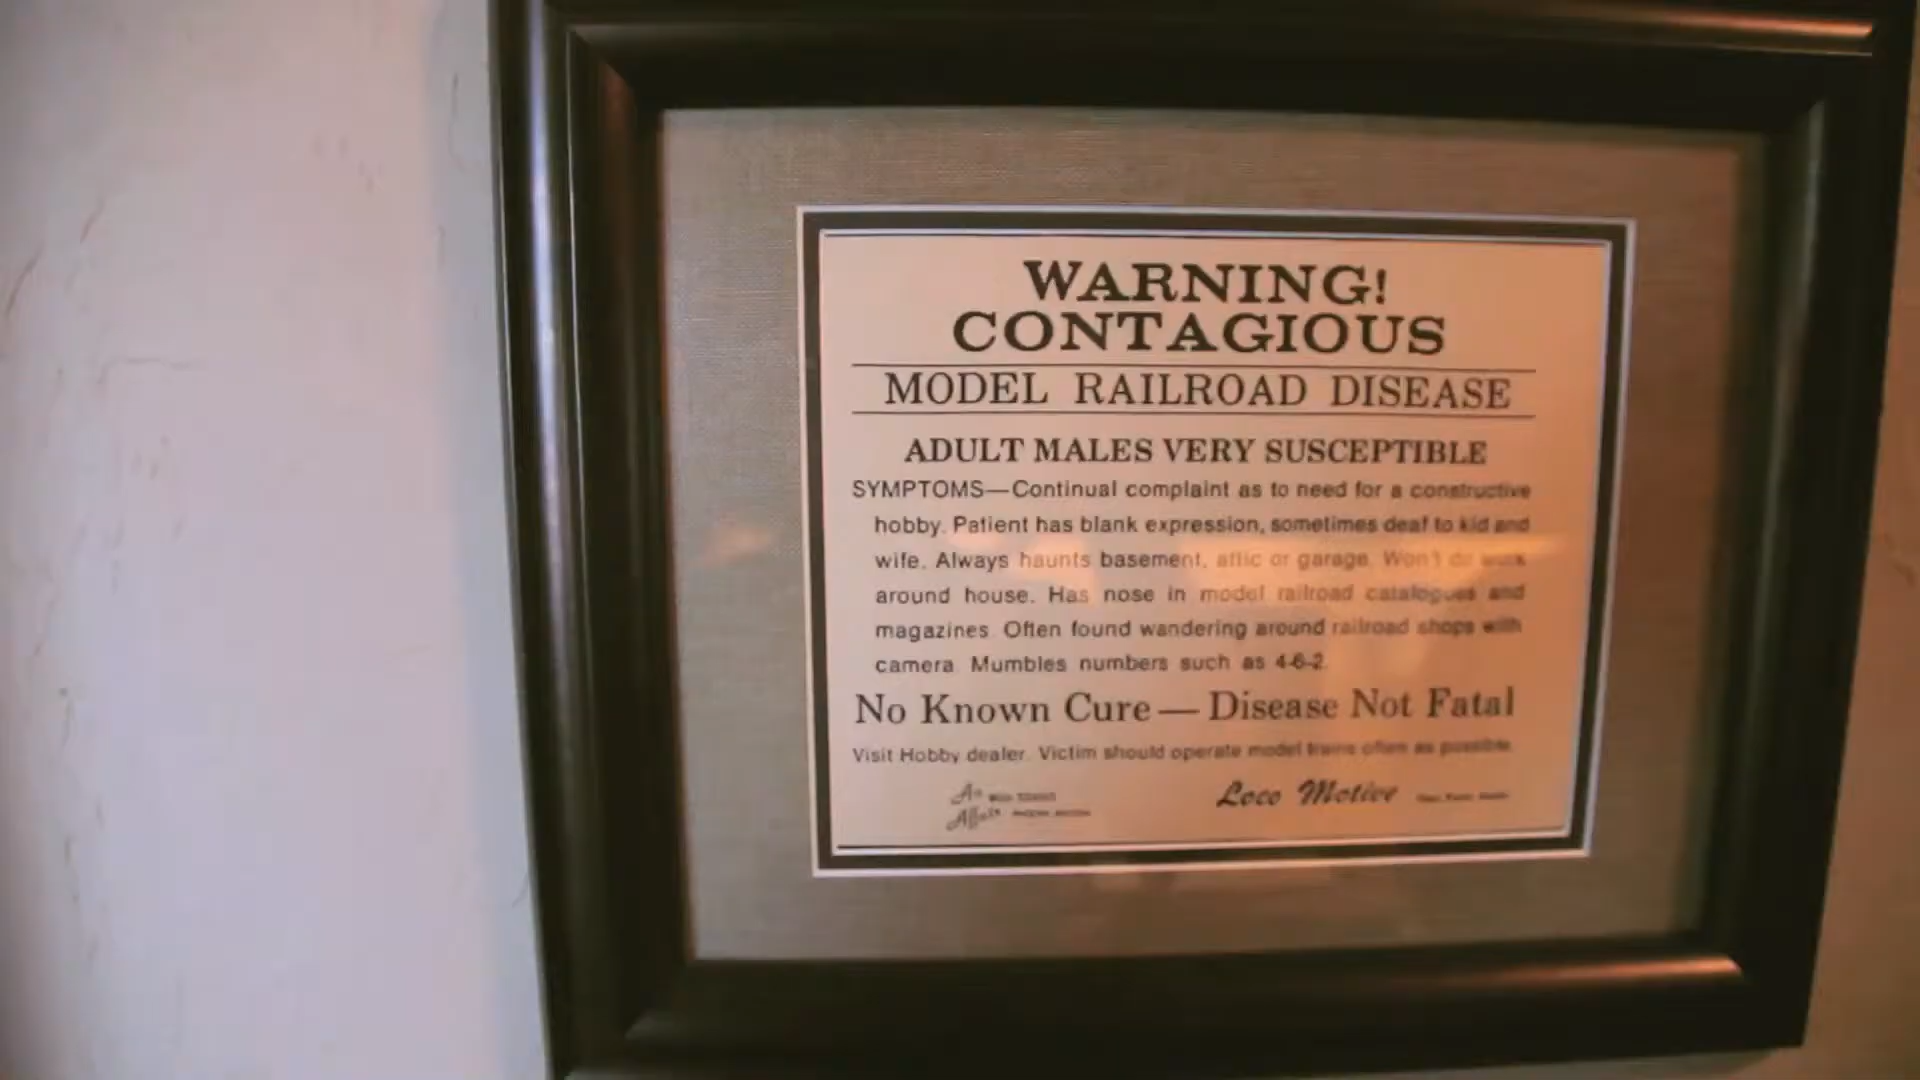 WARNING!
CONTAGIOUS
MODEL RAILROAD DISEASE
ADULT MALES VERY SUSCEPTIBLE
SYMPTOMS—Continual complaint as to need for a constructive
hobby. Patient has blank expression, sometimes deaf to kid and
wife. Always haunts basement, attic or garage. Won't do work
around house. Has nose in model railroad catalogues and
magazines. Often found wandering around railroad shops with
camera. Mumbles numbers such as 4-6-2.
No Known Cure — Disease Not Fatal
Visit Hobby dealer. Victim should operate model trains often as possible.
An
Affair
Loco Motive